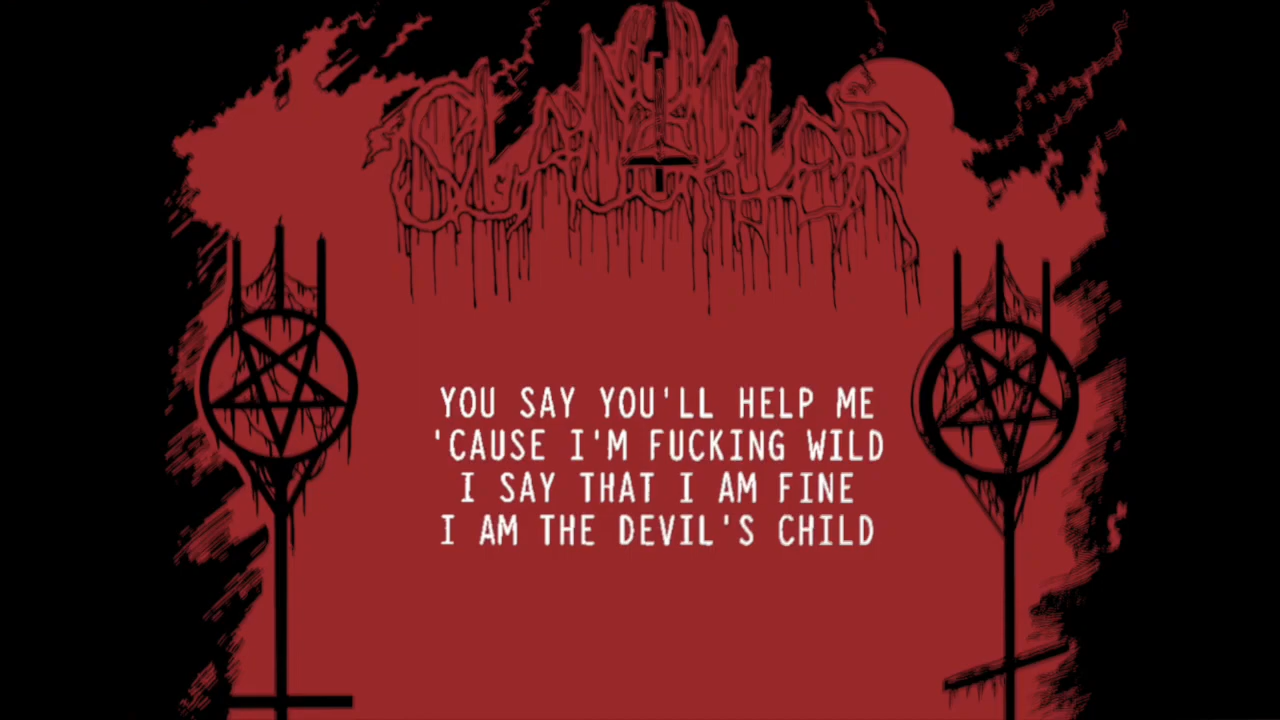 YOU SAY YOU'LL HELP ME
'CAUSE I'M FUCKING WILD
I SAY THAT I AM FINE
I AM THE DEVIL'S CHILD